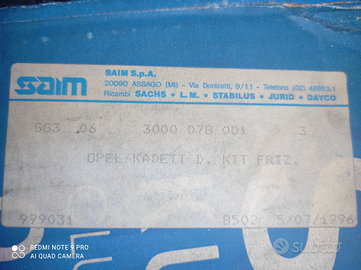 saim
SAIM S.p.A.
20090 ASSAGO (MI) - Via Donizetti, 9/11 - Telefono (02) 48853.1
Ricambi SACHS • L.M. • STABILUS • JURID • DAYCO
GG3 .06 3000 078 001 3
OPEL KADETT D. KIT FRIZ.
999031 8502 5/07/1996
REDMI NOTE 9 PRO
AI QUAD CAMERA
subito